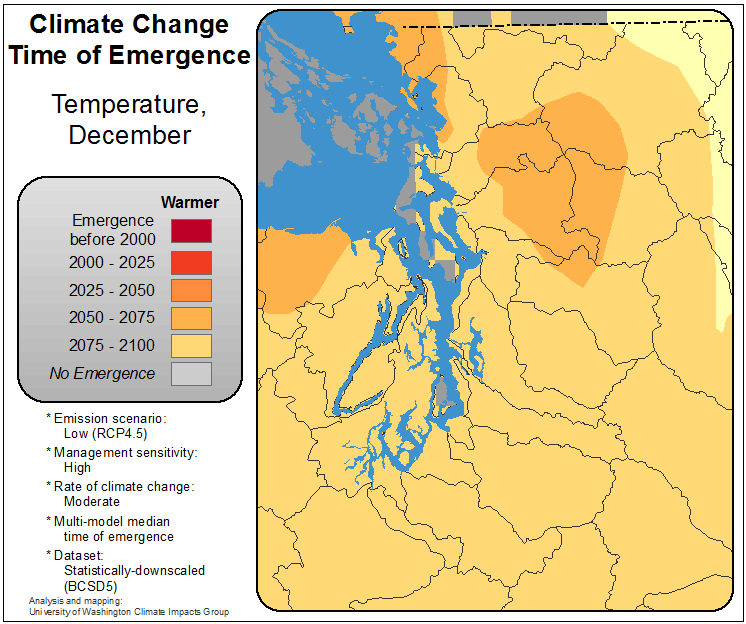 Climate Change
Time of Emergence
Temperature,
December
Warmer
Emergence
before 2000
2000 - 2025
2025 - 2050
2050 - 2075
2075 - 2100
No Emergence
* Emission scenario:
Low (RCP4.5)
* Management sensitivity:
High
* Rate of climate change:
Moderate
* Multi-model median
time of emergence
* Dataset:
Statistically-downscaled
(BCSD5)
Analysis and mapping:
University of Washington Climate Impacts Group